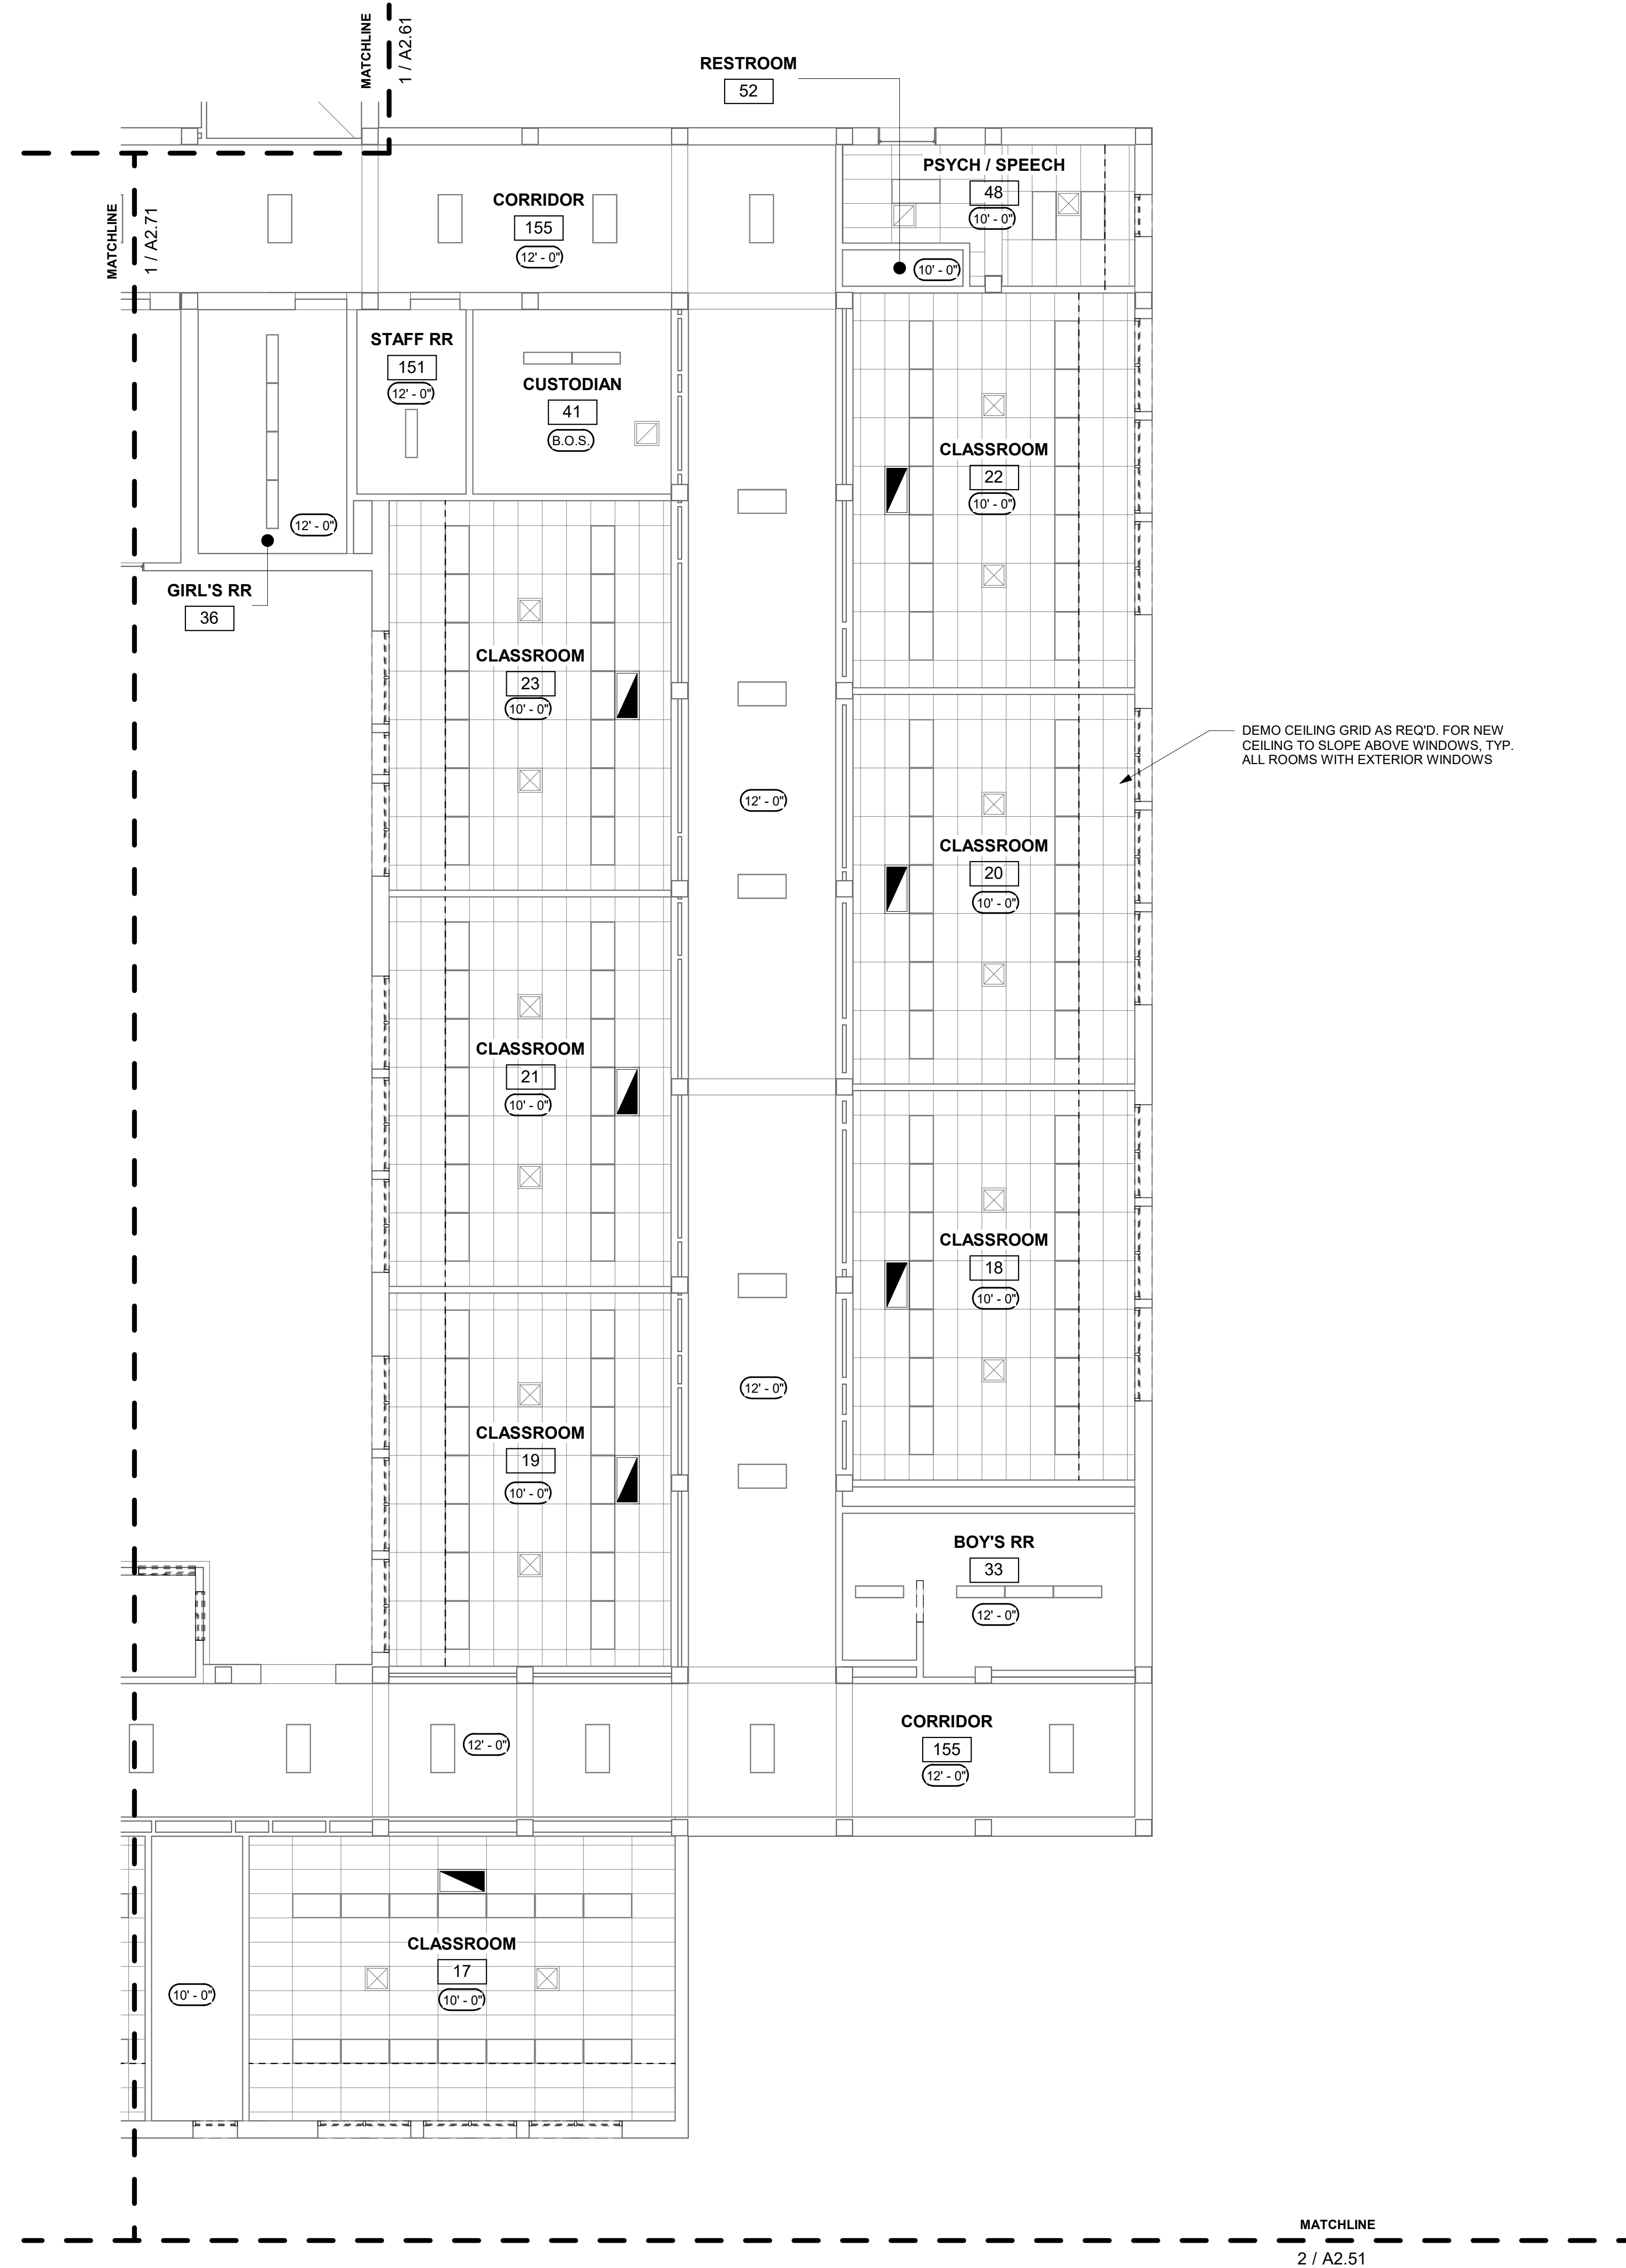 MATCHLINE
1 / A2.61
RESTROOM
52
PSYCH / SPEECH
48
10' - 0"
CORRIDOR
155
12' - 0"
MATCHLINE
1 / A2.71
10' - 0"
STAFF RR
151
12' - 0"
CUSTODIAN
41
B.O.S.
CLASSROOM
22
10' - 0"
12' - 0"
GIRL'S RR
36
CLASSROOM
23
10' - 0"
DEMO CEILING GRID AS REQ'D. FOR NEW
CEILING TO SLOPE ABOVE WINDOWS, TYP.
ALL ROOMS WITH EXTERIOR WINDOWS
12' - 0"
CLASSROOM
20
10' - 0"
CLASSROOM
21
10' - 0"
CLASSROOM
18
10' - 0"
12' - 0"
CLASSROOM
19
10' - 0"
BOY'S RR
33
12' - 0"
12' - 0"
CORRIDOR
155
12' - 0"
CLASSROOM
17
10' - 0"
10' - 0"
MATCHLINE
2 / A2.51